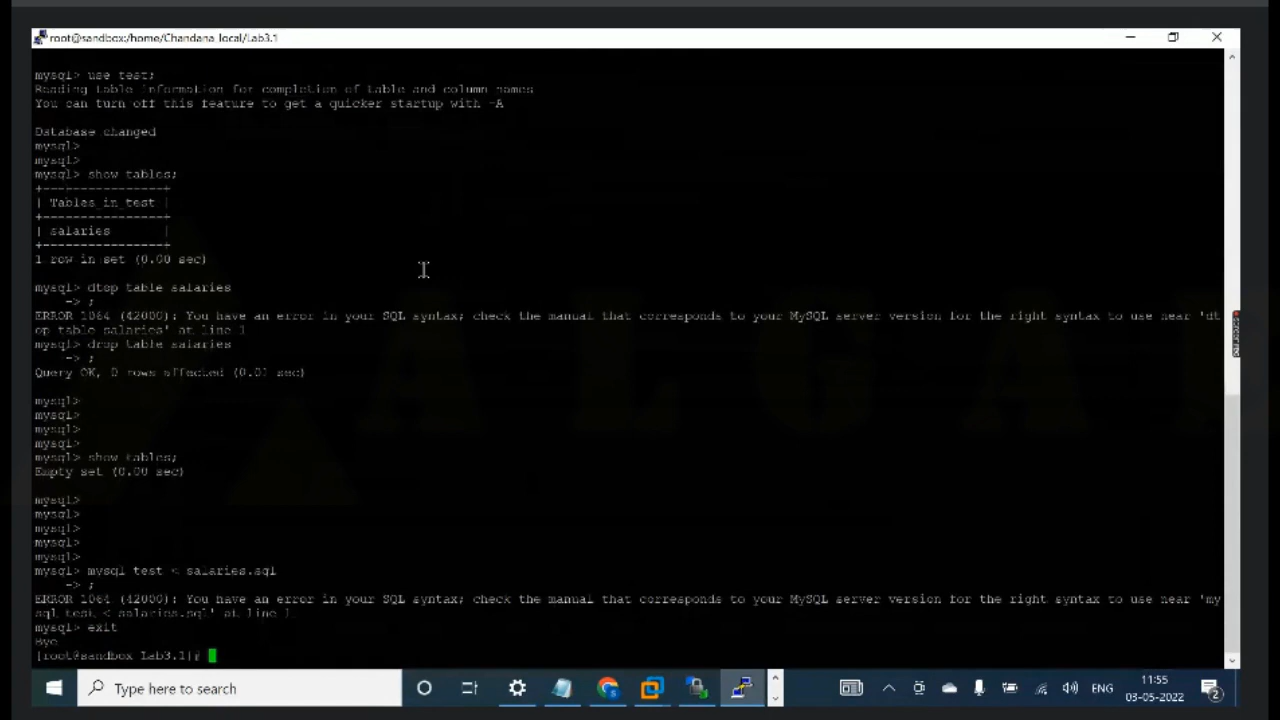 root@sandbox:/home/Chandana_local/Lab3.1
mysql> use test;
Reading table information for completion of table and column names
You can turn off this feature to get a quicker startup with -A
Database changed
mysql>
mysql>
mysql> show tables;
+----------------+
| Tables_in_test |
+----------------+
| salaries       |
+----------------+
1 row in set (0.00 sec)
mysql> dtop table salaries
    -> ;
ERROR 1064 (42000): You have an error in your SQL syntax; check the manual that corresponds to your MySQL server version for the right syntax to use near 'dt
op table salaries' at line 1
mysql> drop table salaries
    -> ;
Query OK, 0 rows affected (0.01 sec)
mysql>
mysql>
mysql>
mysql>
mysql> show tables;
Empty set (0.00 sec)
mysql>
mysql>
mysql>
mysql>
mysql>
mysql> mysql test < salaries.sql
    -> ;
ERROR 1064 (42000): You have an error in your SQL syntax; check the manual that corresponds to your MySQL server version for the right syntax to use near 'my
sql test < salaries.sql' at line 1
mysql> exit
Bye
[root@sandbox Lab3.1]#
A L G A
Type here to search
ENG
11:55
03-05-2022
2